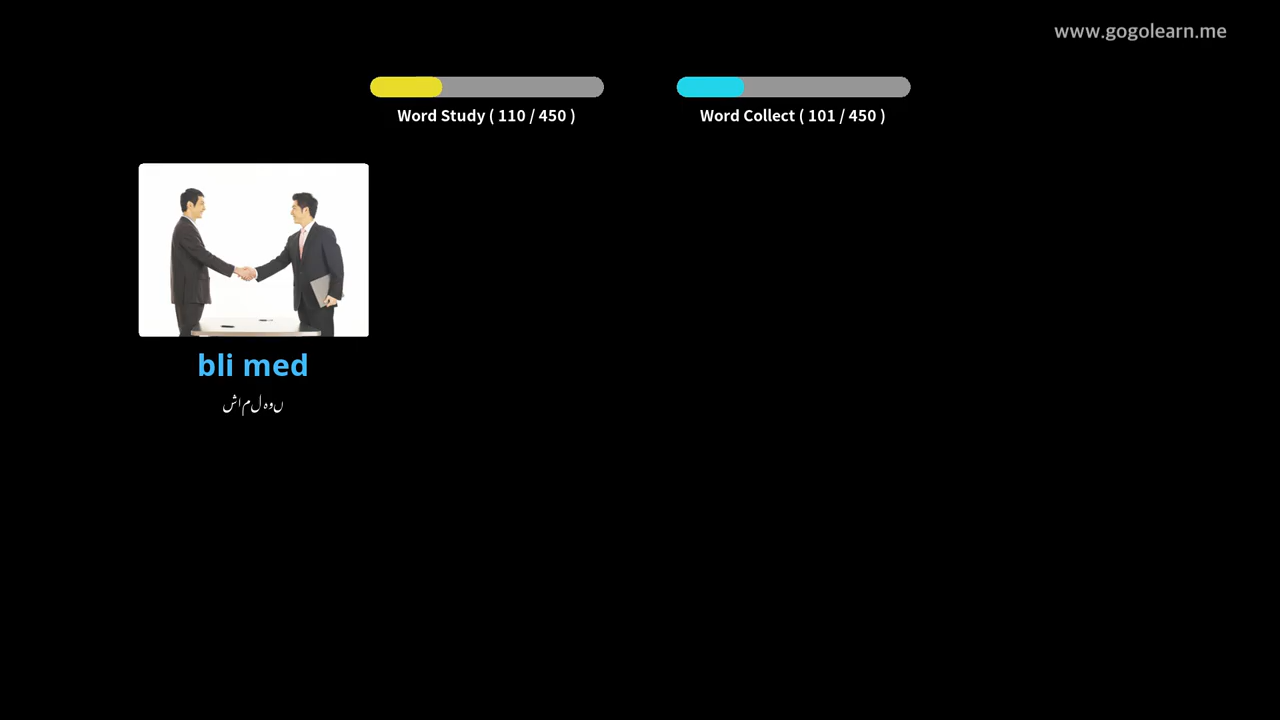 www.gogolearn.me
Word Study ( 110 / 450 )
Word Collect ( 101 / 450 )
bli med
شامل ہوں